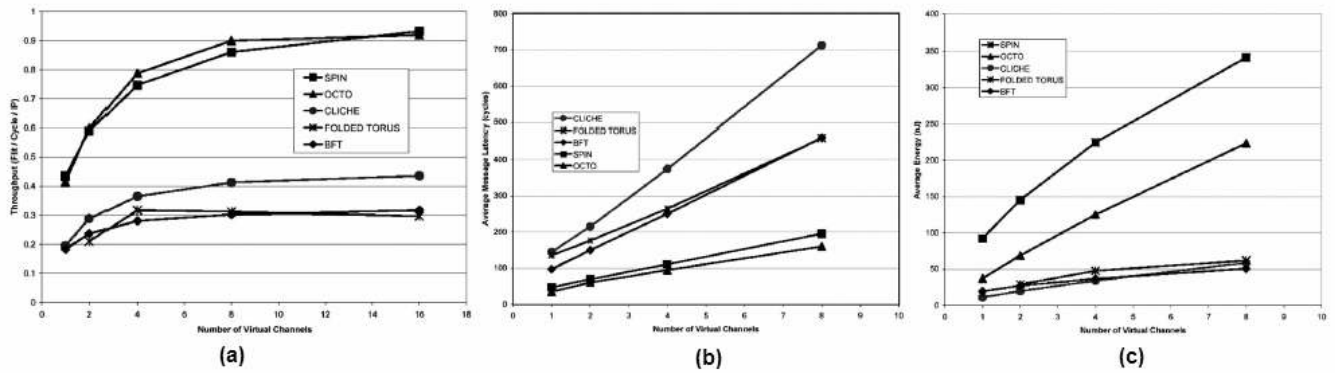 1
0.9
0.8
0.7
0.6
0.5
0.4
0.3
0.2
0.1
0
Throughput (Flit / Cycle / IP)
SPIN
OCTO
CLICHE
FOLDED TORUS
BFT
0 2 4 6 8 10 12 14 16 18
Number of Virtual Channels
(a)
800
700
600
500
400
300
200
100
0
Average Message Latency (cycles)
CLICHE
FOLDED TORUS
BFT
SPIN
OCTO
0 1 2 3 4 5 6 7 8 9 10
Number of Virtual Channels
(b)
400
350
300
250
200
150
100
50
0
Average Energy (nJ)
SPIN
OCTO
CLICHE
FOLDED TORUS
BFT
0 1 2 3 4 5 6 7 8 9 10
Number of Virtual Channels
(c)